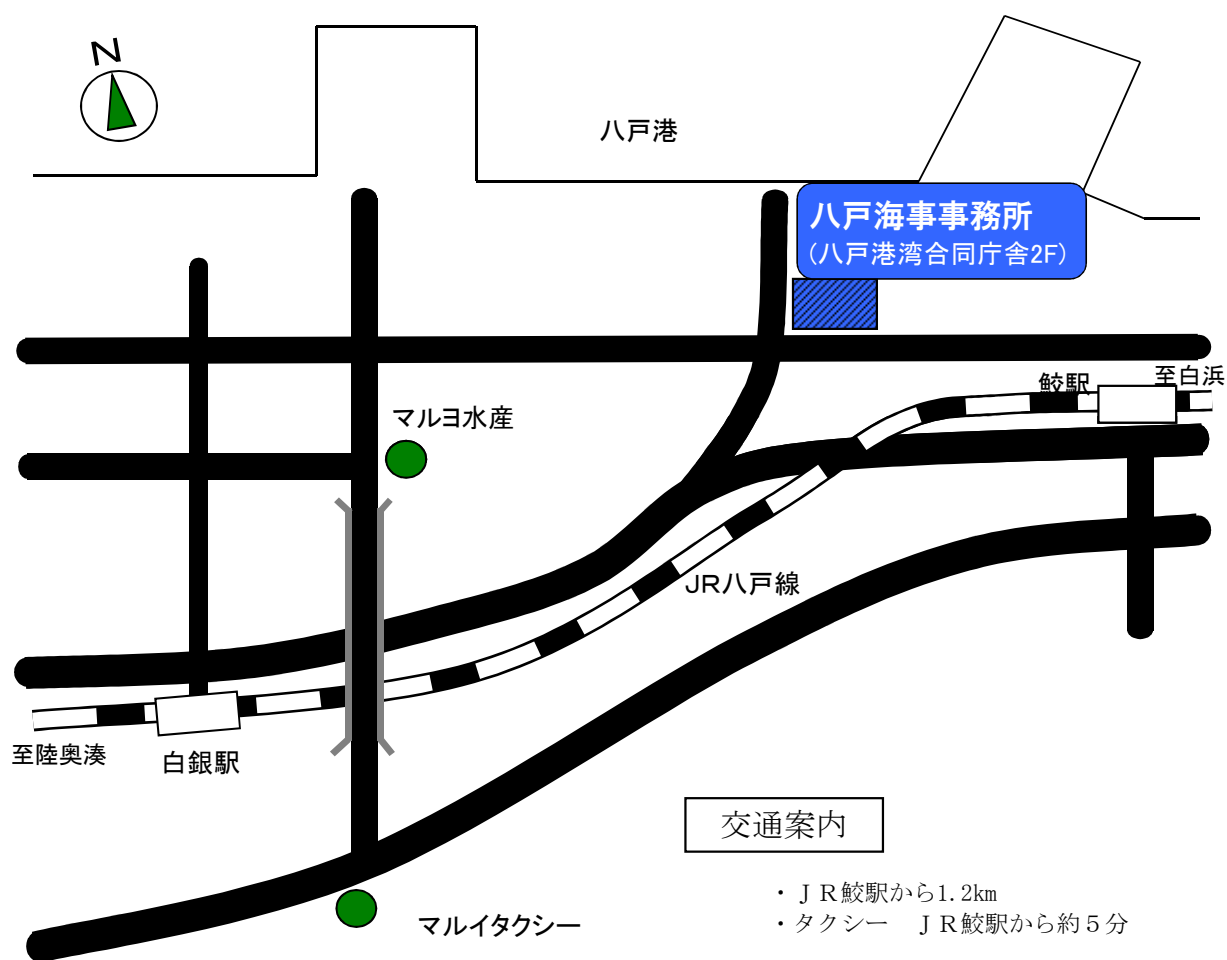 N
八戸港
八戸海事事務所
(八戸港湾合同庁舎2F)
鮫駅
至白浜
マルヨ水産
JR八戸線
至陸奥湊
白銀駅
交通案内
・ＪＲ鮫駅から1.2km
・タクシー　ＪＲ鮫駅から約５分
マルイタクシー